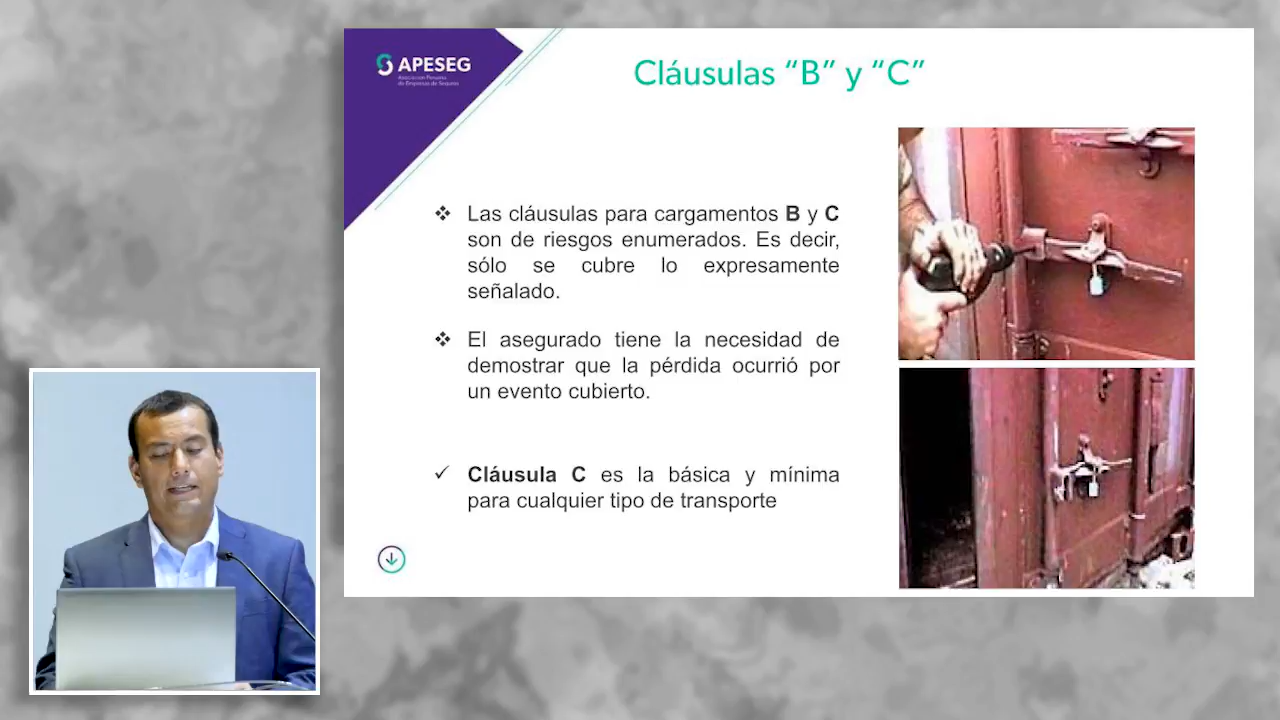 APESEG
Asociación Peruana
de Empresas de Seguros
Cláusulas “B” y “C”
Las cláusulas para cargamentos B y C
son de riesgos enumerados. Es decir,
sólo se cubre lo expresamente
señalado.
El asegurado tiene la necesidad de
demostrar que la pérdida ocurrió por
un evento cubierto.
Cláusula C es la básica y mínima
para cualquier tipo de transporte